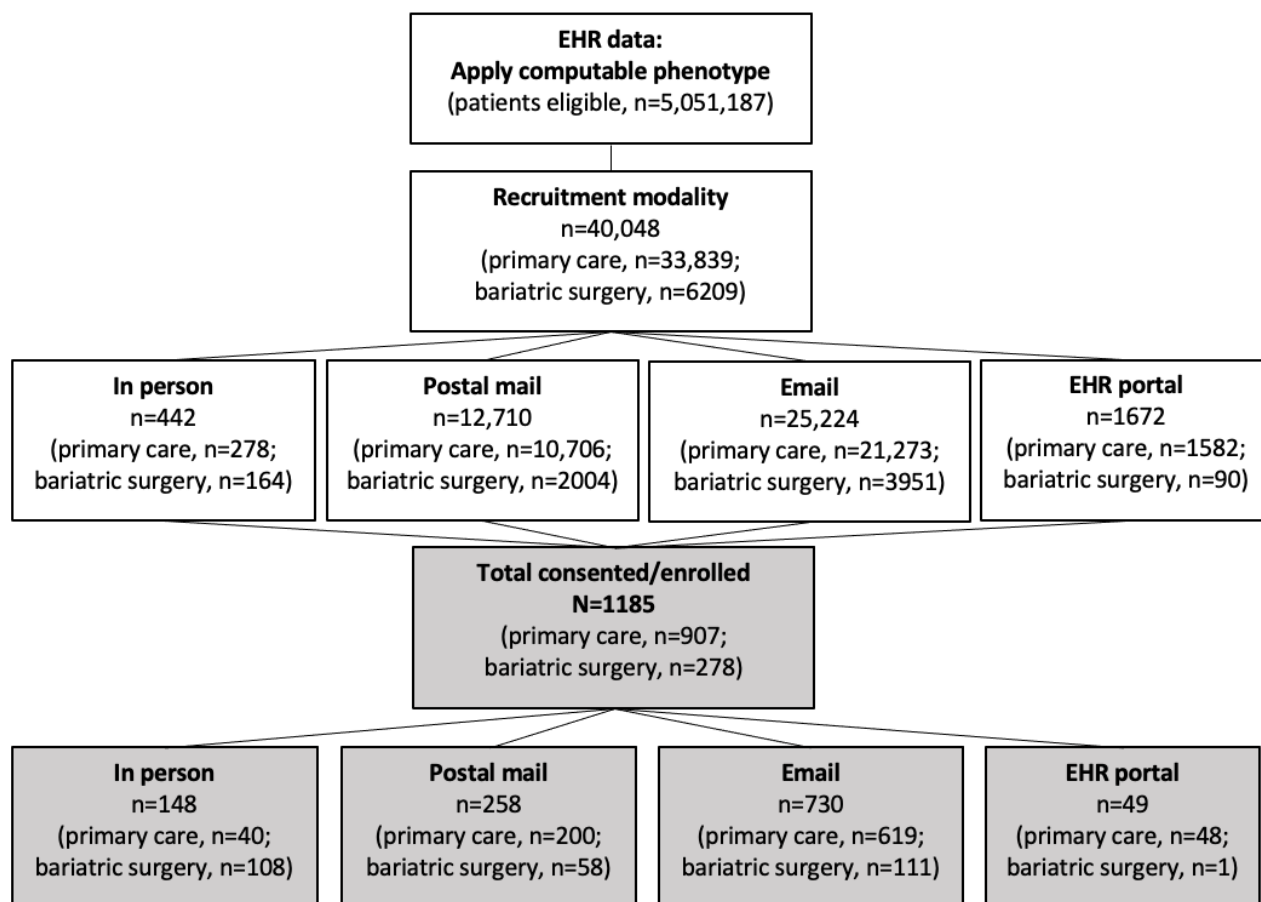 EHR data:
Apply computable phenotype
(patients eligible, n=5,051,187)
Recruitment modality
n=40,048
(primary care, n=33,839;
bariatric surgery, n=6209)
In person
n=442
(primary care, n=278;
bariatric surgery, n=164)
Postal mail
n=12,710
(primary care, n=10,706;
bariatric surgery, n=2004)
Email
n=25,224
(primary care, n=21,273;
bariatric surgery, n=3951)
EHR portal
n=1672
(primary care, n=1582;
bariatric surgery, n=90)
Total consented/enrolled
N=1185
(primary care, n=907;
bariatric surgery, n=278)
In person
n=148
(primary care, n=40;
bariatric surgery, n=108)
Postal mail
n=258
(primary care, n=200;
bariatric surgery, n=58)
Email
n=730
(primary care, n=619;
bariatric surgery, n=111)
EHR portal
n=49
(primary care, n=48;
bariatric surgery, n=1)